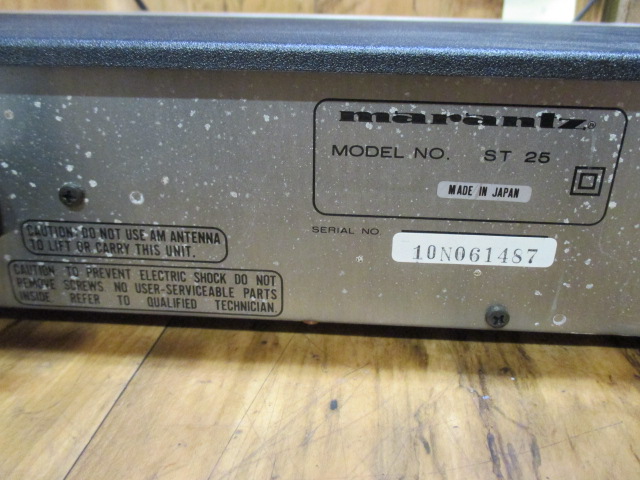 marantz®
MODEL NO. ST 25
MADE IN JAPAN
SERIAL NO.
10N061487
CAUTION: DO NOT USE AM ANTENNA
TO LIFT OR CARRY THIS UNIT.
CAUTION TO PREVENT ELECTRIC SHOCK DO NOT
REMOVE SCREWS NO USER-SERVICEABLE PARTS
INSIDE REFER TO QUALIFIED TECHNICIAN.